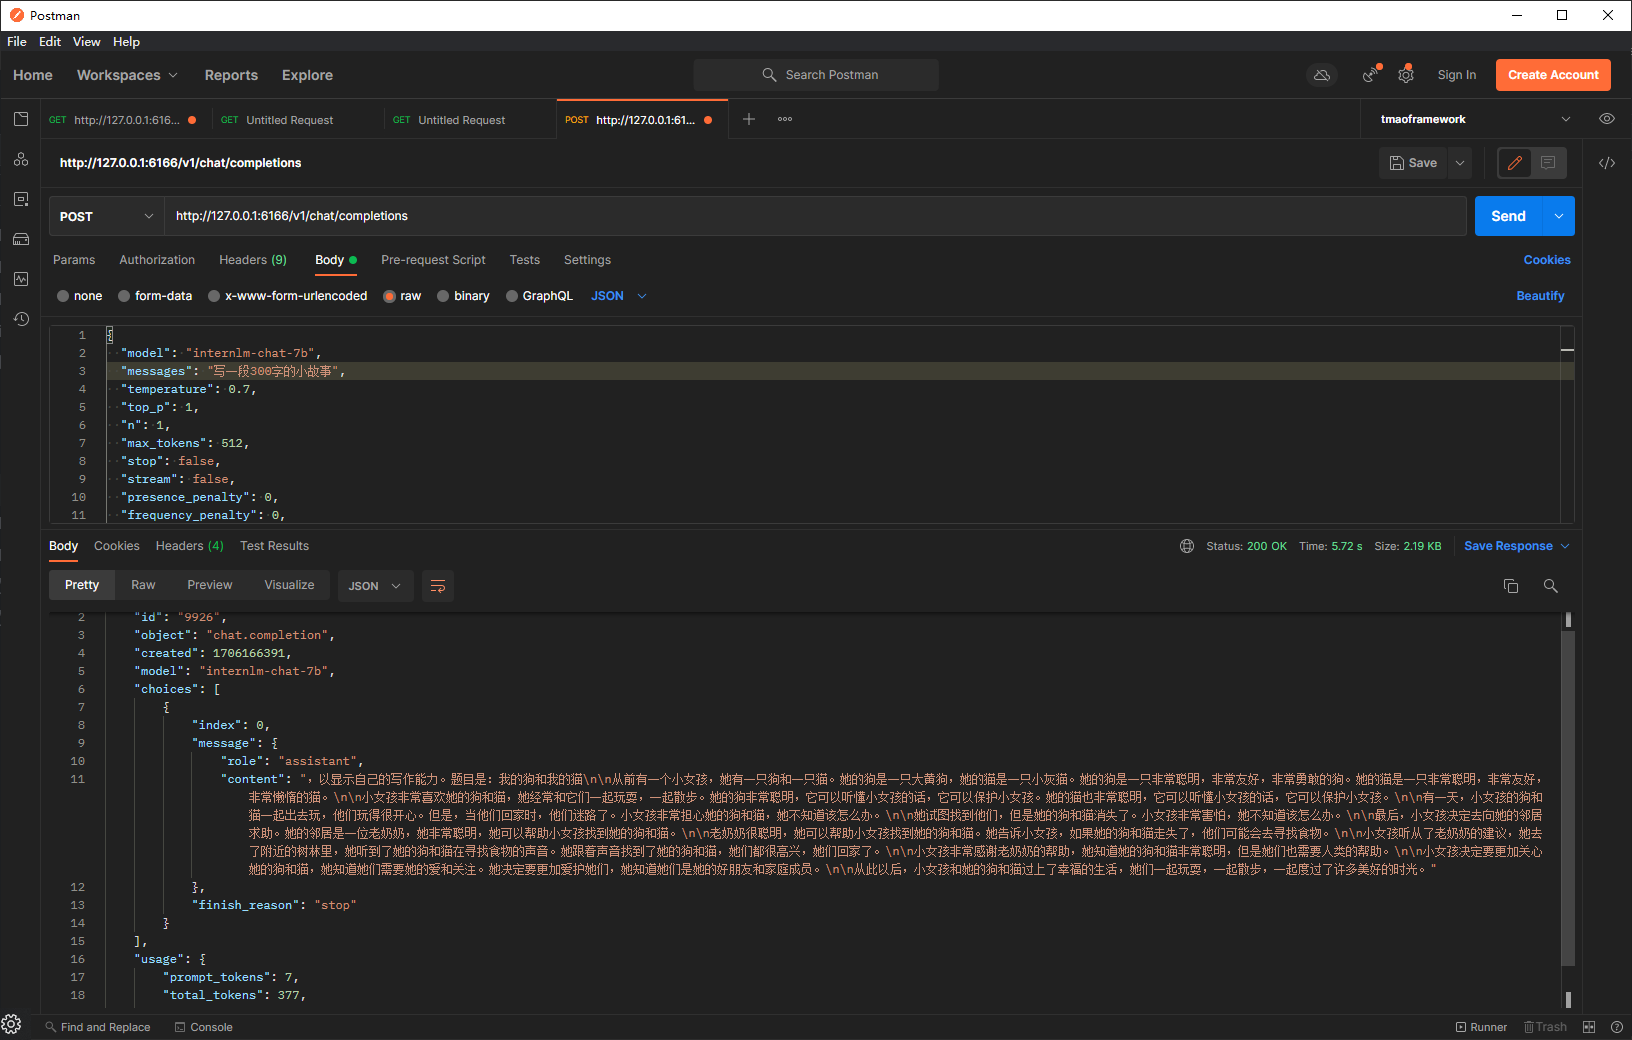 Postman
File Edit View Help
Home Workspaces Reports Explore Search Postman Sign In Create Account
GET http://127.0.0.1:616... GET Untitled Request GET Untitled Request POST http://127.0.0.1:61... tmaoframework
http://127.0.0.1:6166/v1/chat/completions Save
POST http://127.0.0.1:6166/v1/chat/completions Send
Params Authorization Headers (9) Body Pre-request Script Tests Settings Cookies
none form-data x-www-form-urlencoded raw binary GraphQL JSON Beautify
1 {
2 "model": "internlm-chat-7b",
3 "messages": "写一段300字的小故事",
4 "temperature": 0.7,
5 "top_p": 1,
6 "n": 1,
7 "max_tokens": 512,
8 "stop": false,
9 "stream": false,
10 "presence_penalty": 0,
11 "frequency_penalty": 0,
Body Cookies Headers (4) Test Results Status: 200 OK Time: 5.72 s Size: 2.19 KB Save Response
Pretty Raw Preview Visualize JSON
2 "id": "9926",
3 "object": "chat.completion",
4 "created": 1706166391,
5 "model": "internlm-chat-7b",
6 "choices": [
7 {
8 "index": 0,
9 "message": {
10 "role": "assistant",
11 "content": "，以显示自己的写作能力。题目是：我的狗和我的猫\n\n从前有一个小女孩，她有一只狗和一只猫。她的狗是一只大黄狗，她的猫是一只小灰猫。她的狗是一只非常聪明，非常友好，非常勇敢的狗。她的猫是一只非常聪明，非常友好，
非常懒惰的猫。\n\n小女孩非常喜欢她的狗和猫，她经常和它们一起玩耍，一起散步。她的狗非常聪明，它可以听懂小女孩的话，它可以保护小女孩。她的猫也非常聪明，它可以听懂小女孩的话，它可以保护小女孩。\n\n有一天，小女孩的狗和
猫一起出去玩，他们玩得很开心。但是，当他们回家时，他们迷路了。小女孩非常担心她的狗和猫，她不知道该怎么办。\n\n她试图找到他们，但是她的狗和猫消失了。小女孩非常害怕，她不知道该怎么办。\n\n最后，小女孩决定去向她的邻居
求助。她的邻居是一位老奶奶，她非常聪明，她可以帮助小女孩找到她的狗和猫。\n\n老奶奶很聪明，她可以帮助小女孩找到她的狗和猫。她告诉小女孩，如果她的狗和猫走失了，他们可能会去寻找食物。\n\n小女孩听从了老奶奶的建议，她去
了附近的树林里，她听到了她的狗和猫在寻找食物的声音。她跟着声音找到了她的狗和猫，她们都很高兴，她们回家了。\n\n小女孩非常感谢老奶奶的帮助，她知道她的狗和猫非常聪明，但是她们也需要人类的帮助。\n\n小女孩决定要更加关心
她的狗和猫，她知道她们需要她的爱和关注。她决定要更加爱护她们，她知道她们是她的好朋友和家庭成员。\n\n从此以后，小女孩和她的狗和猫过上了幸福的生活，她们一起玩耍，一起散步，一起度过了许多美好的时光。"
12 },
13 "finish_reason": "stop"
14 }
15 ],
16 "usage": {
17 "prompt_tokens": 7,
18 "total_tokens": 377,
Find and Replace Console Runner Trash